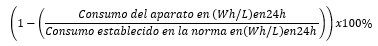 (1 − (Consumo del aparato en (Wh/L)en24h / Consumo establecido en la norma en(Wh/L)en24h)) x100%